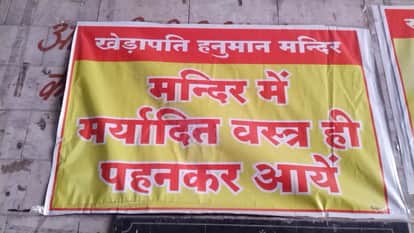 खेड़ापति हनुमान मन्दिर
मन्दिर में
मर्यादित वस्त्र ही
पहनकर आयें